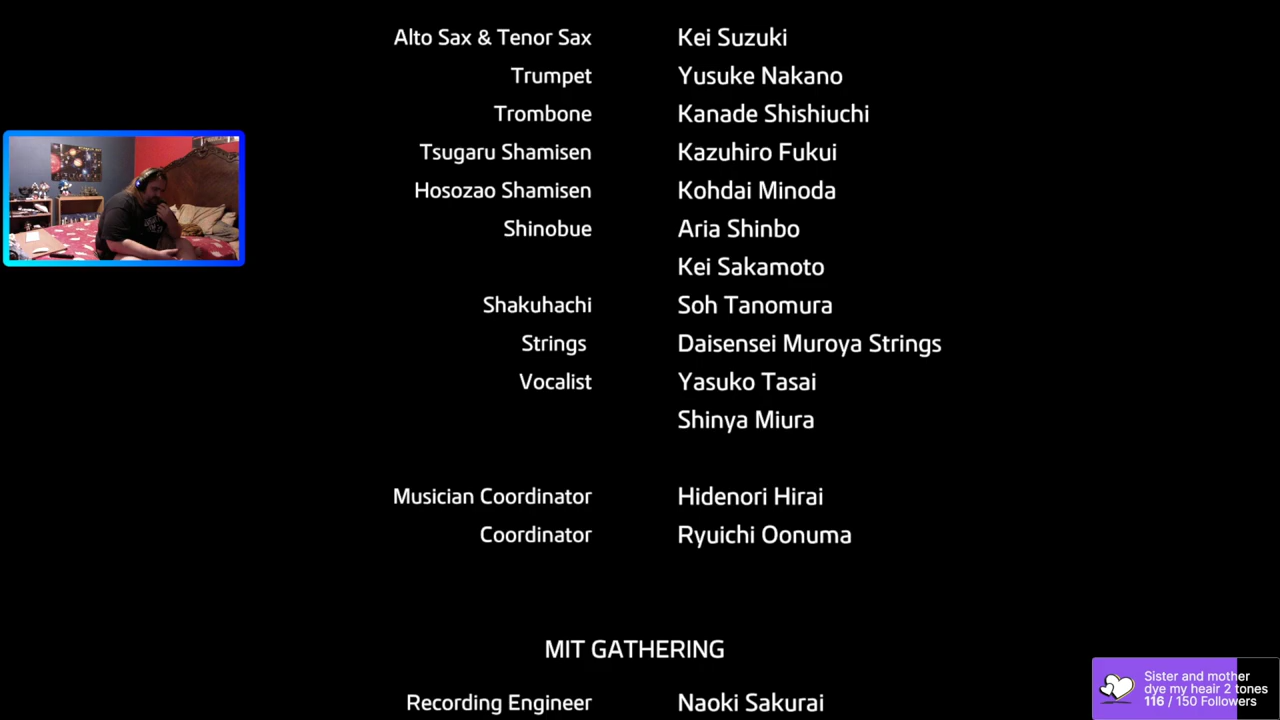 Alto Sax & Tenor Sax Kei Suzuki
Trumpet Yusuke Nakano
Trombone Kanade Shishiuchi
Tsugaru Shamisen Kazuhiro Fukui
Hosozao Shamisen Kohdai Minoda
Shinobue Aria Shinbo
Kei Sakamoto
Shakuhachi Soh Tanomura
Strings Daisensei Muroya Strings
Vocalist Yasuko Tasai
Shinya Miura
Musician Coordinator Hidenori Hirai
Coordinator Ryuichi Oonuma
MIT GATHERING
Recording Engineer Naoki Sakurai
Sister and mother
dye my heair 2 tones
116 / 150 Followers